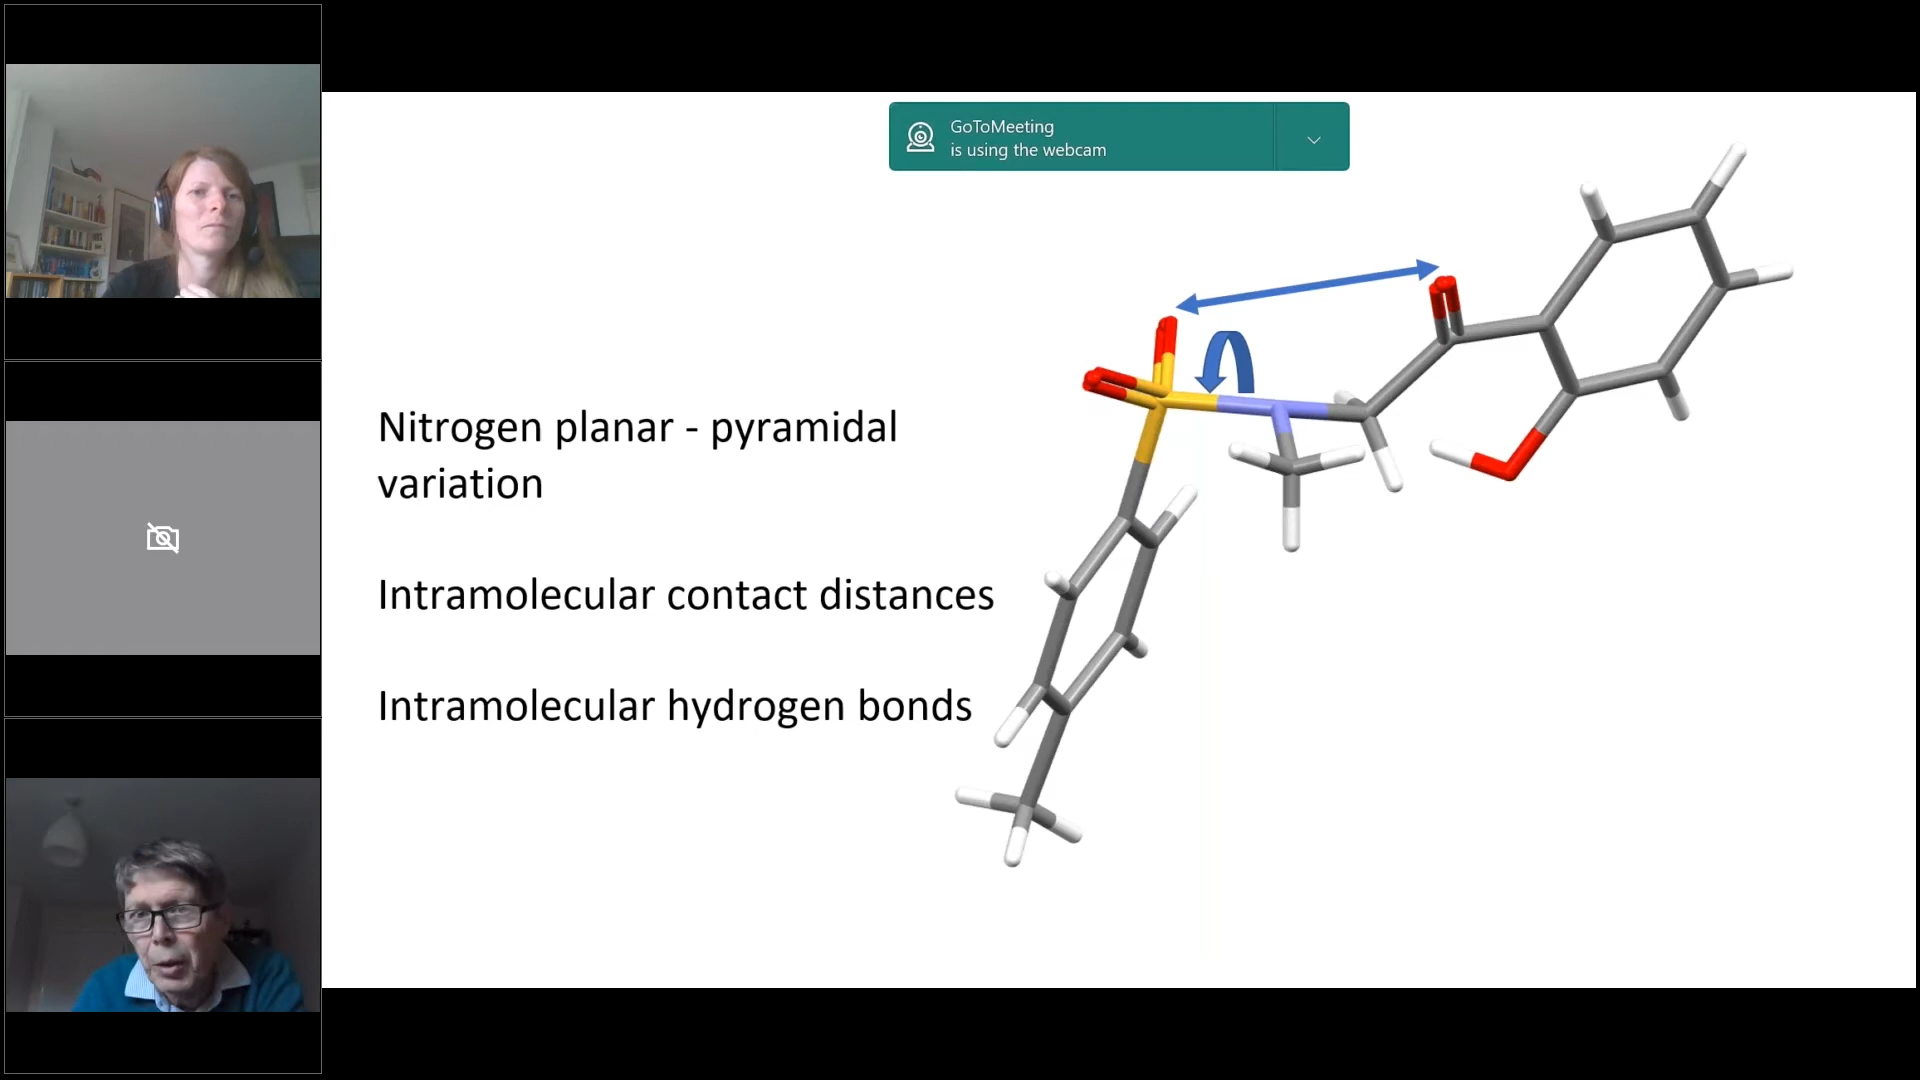 GoToMeeting
is using the webcam
Nitrogen planar - pyramidal
variation
Intramolecular contact distances
Intramolecular hydrogen bonds